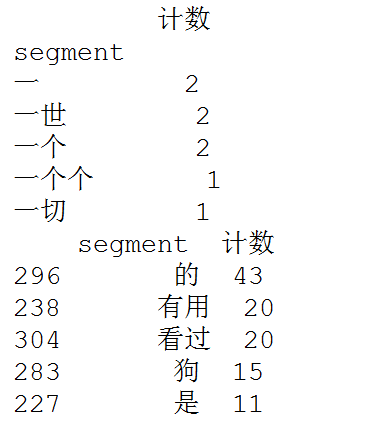 计数
segment
一 2
一世 2
一个 2
一个个 1
一切 1
segment 计数
296 的 43
238 有用 20
304 看过 20
283 狗 15
227 是 11